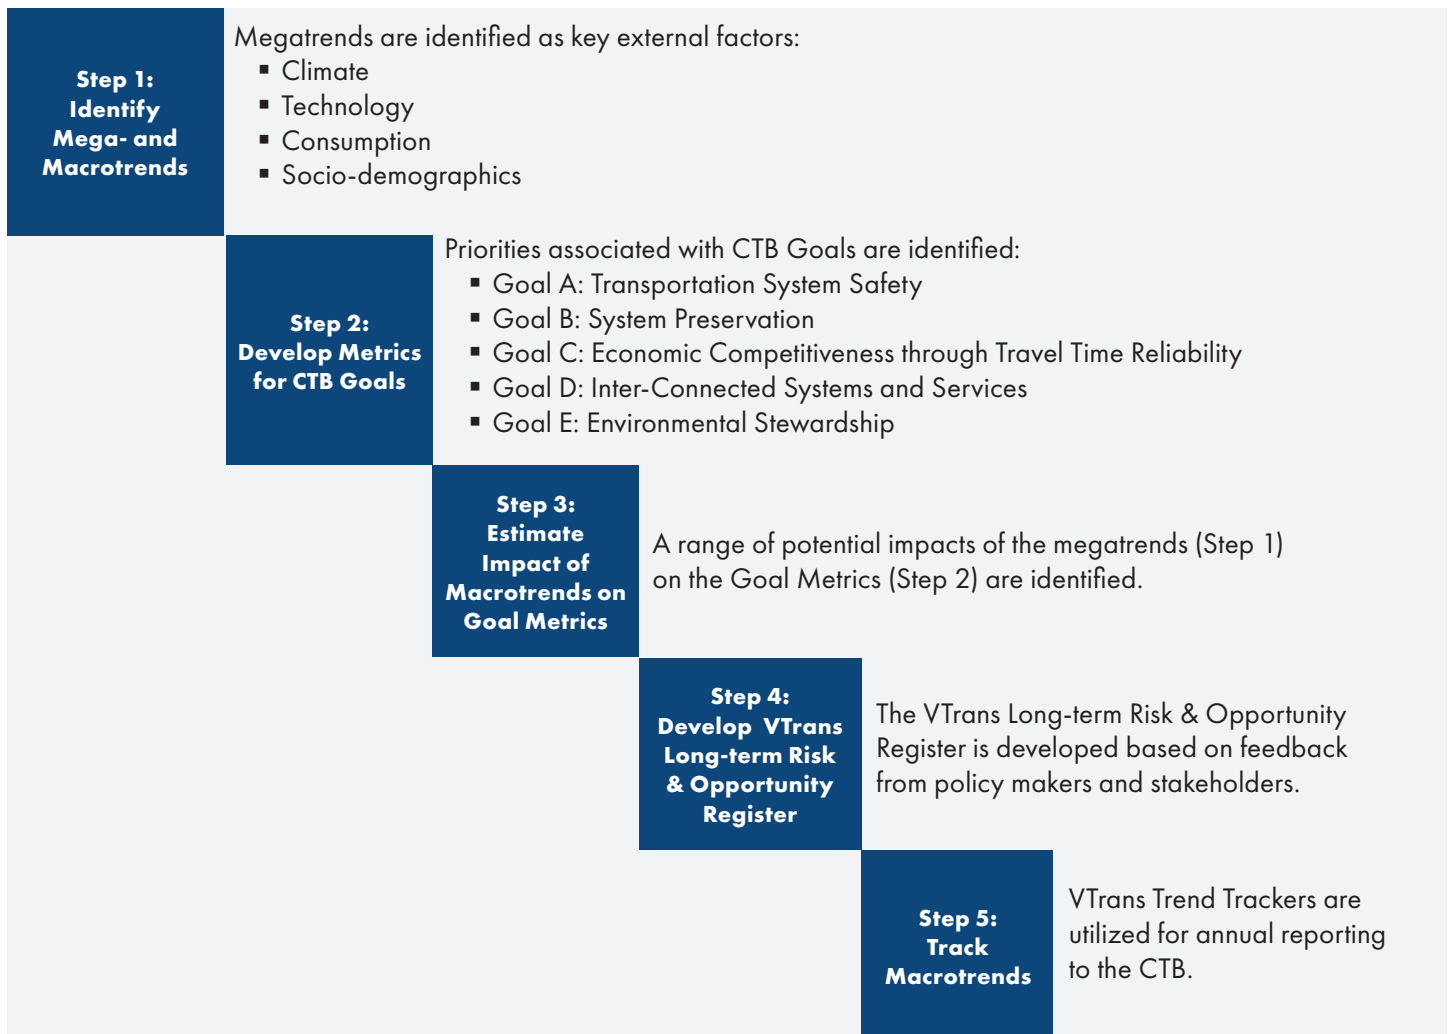 Step 1:
Identify
Mega- and
Macrotrends
Megatrends are identified as key external factors:
▪ Climate
▪ Technology
▪ Consumption
▪ Socio-demographics
Step 2:
Develop Metrics
for CTB Goals
Priorities associated with CTB Goals are identified:
▪ Goal A: Transportation System Safety
▪ Goal B: System Preservation
▪ Goal C: Economic Competitiveness through Travel Time Reliability
▪ Goal D: Inter-Connected Systems and Services
▪ Goal E: Environmental Stewardship
Step 3:
Estimate
Impact of
Macrotrends on
Goal Metrics
A range of potential impacts of the megatrends (Step 1)
on the Goal Metrics (Step 2) are identified.
Step 4:
Develop VTrans
Long-term Risk
& Opportunity
Register
The VTrans Long-term Risk & Opportunity
Register is developed based on feedback
from policy makers and stakeholders.
Step 5:
Track
Macrotrends
VTrans Trend Trackers are
utilized for annual reporting
to the CTB.